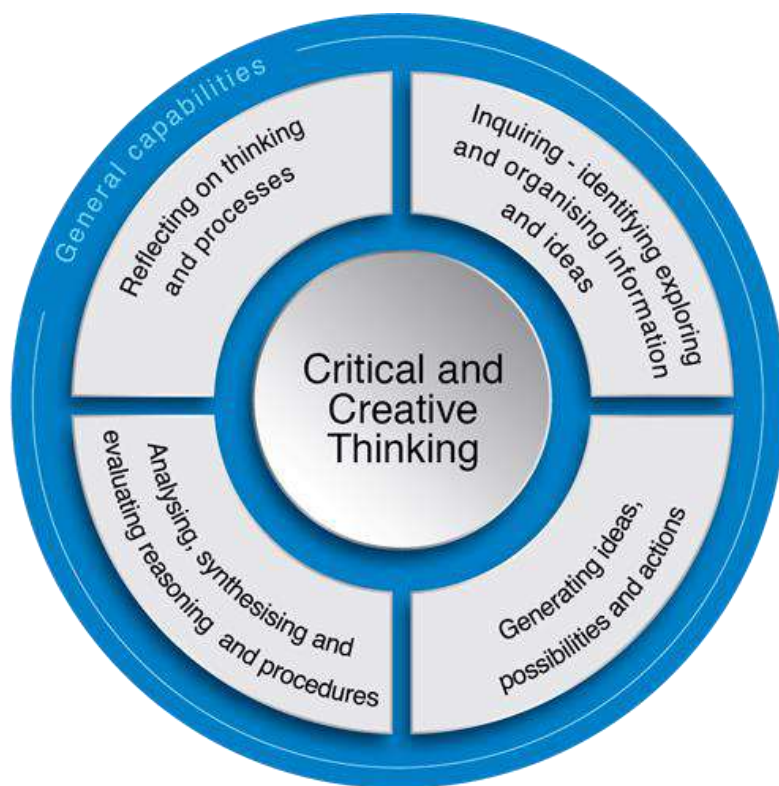 General capabilities
Reflecting on thinking
and processes
Inquiring - identifying exploring
and organising information
and ideas
Critical and
Creative
Thinking
Analysing, synthesising and
evaluating reasoning and procedures
Generating ideas,
possibilities and actions